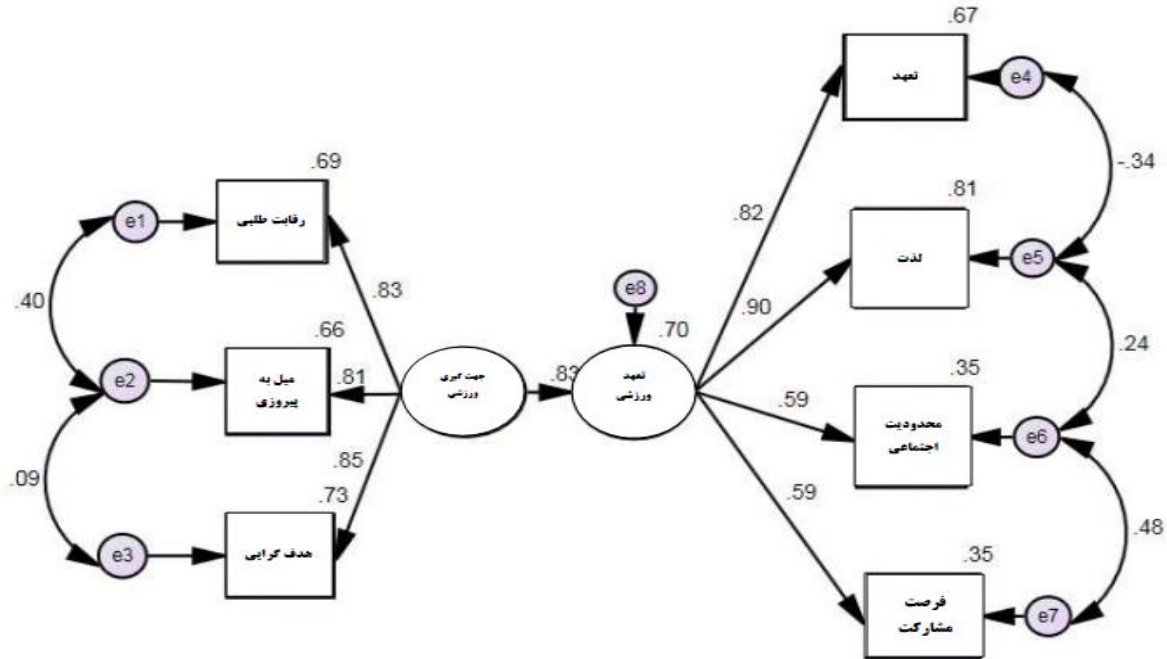 .67
تعهد
e4
-.34
.69
e1
رقابت طلبی
.82
.81
لذت
e5
.83
e8
.90
.40
.70
.24
.66
e2
میل به
پیروزی
.81
جهت گیری
ورزشی
.83
تعهد
ورزشی
.35
.59
محدودیت
اجتماعی
e6
.85
.09
.73
.59
.48
e3
هدف گرایی
.35
فرصت
مشارکت
e7